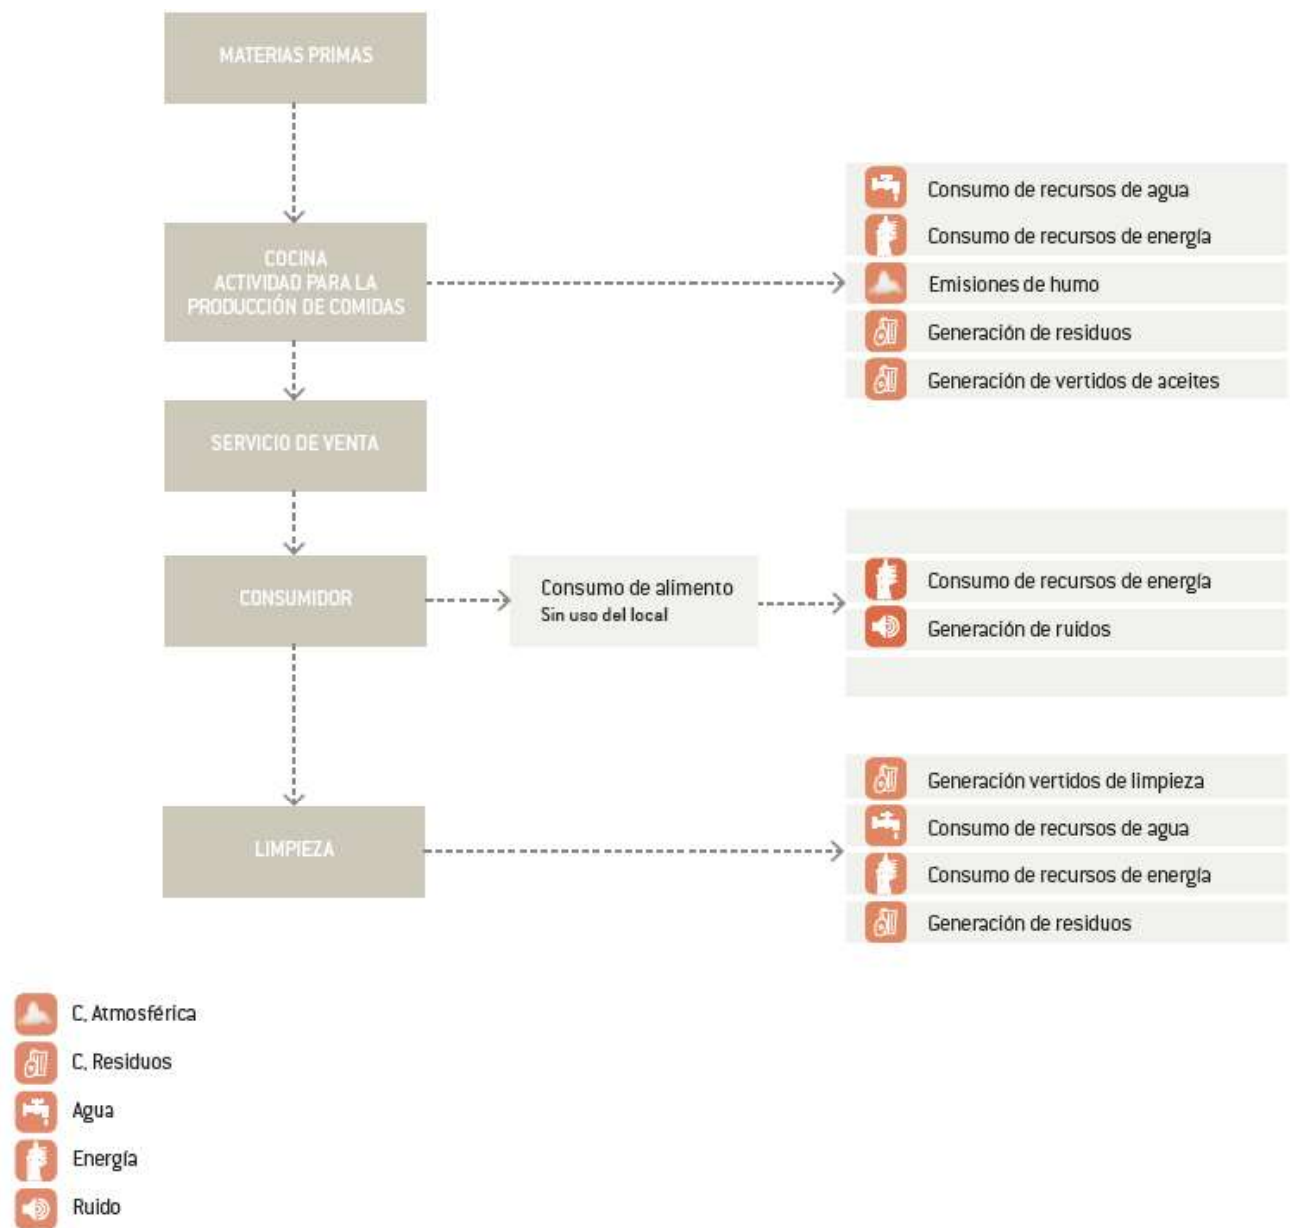 MATERIAS PRIMAS
COCINA
ACTIVIDAD PARA LA
PRODUCCIÓN DE COMIDAS
Consumo de recursos de agua
Consumo de recursos de energía
Emisiones de humo
Generación de residuos
Generación de vertidos de aceites
SERVICIO DE VENTA
CONSUMIDOR
Consumo de alimento
Sin uso del local
Consumo de recursos de energía
Generación de ruidos
LIMPIEZA
Generación vertidos de limpieza
Consumo de recursos de agua
Consumo de recursos de energía
Generación de residuos
C, Atmosférica
C, Residuos
Agua
Energía
Ruido